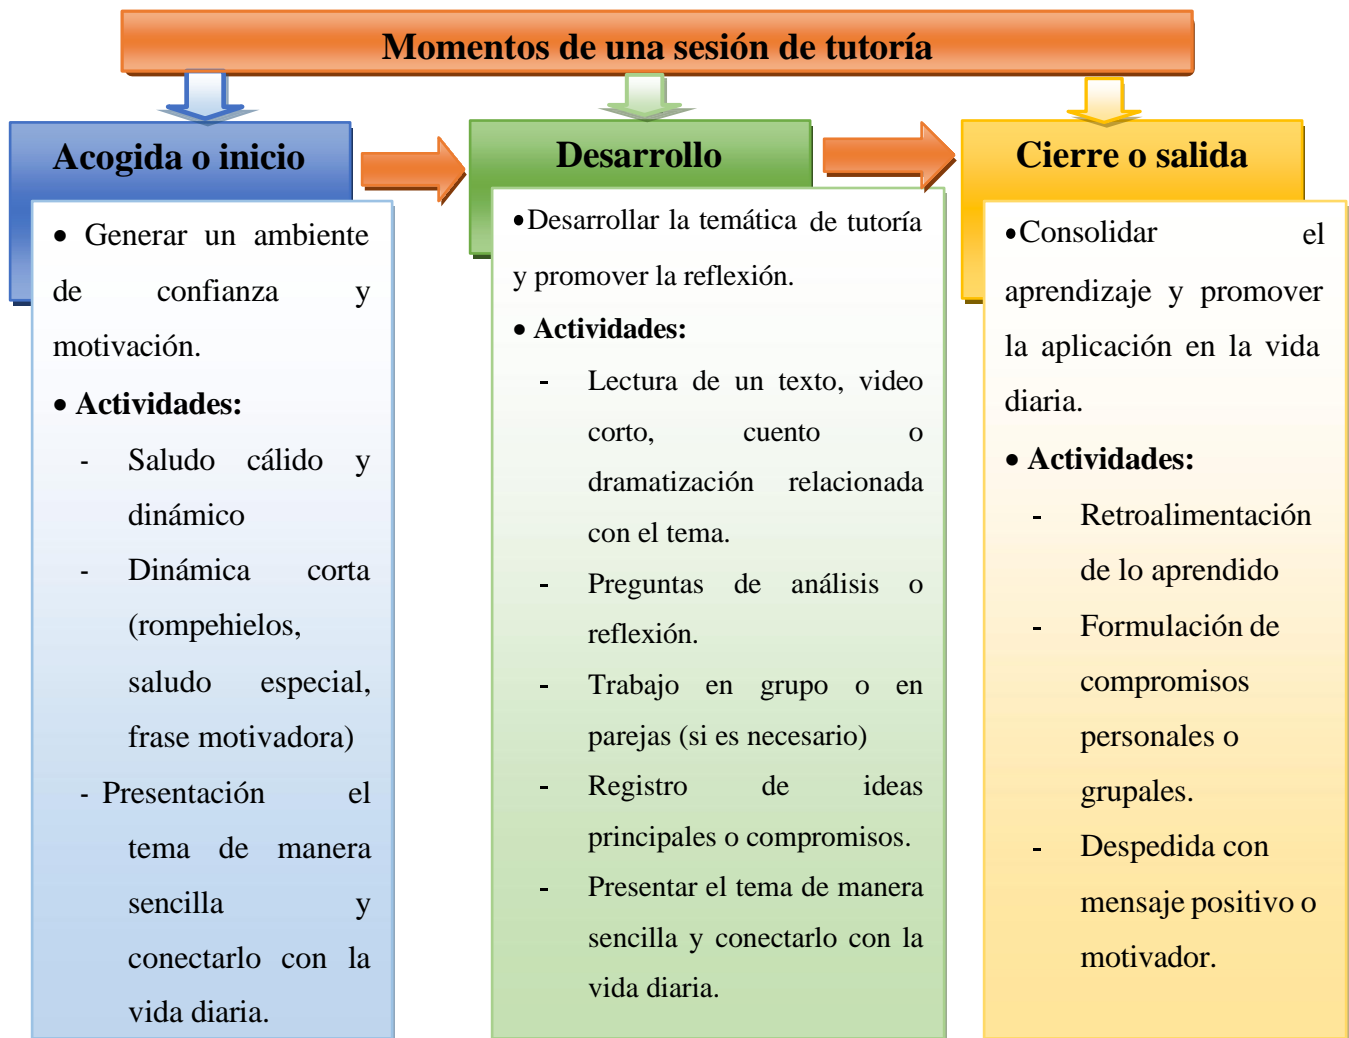 Momentos de una sesión de tutoría
Acogida o inicio
• Generar un ambiente
de confianza y
motivación.
• Actividades:
- Saludo cálido y
dinámico
- Dinámica corta
(rompehielos,
saludo especial,
frase motivadora)
- Presentación el
tema de manera
sencilla y
conectarlo con la
vida diaria.
Desarrollo
•Desarrollar la temática de tutoría
y promover la reflexión.
• Actividades:
- Lectura de un texto, video
corto, cuento o
dramatización relacionada
con el tema.
- Preguntas de análisis o
reflexión.
- Trabajo en grupo o en
parejas (si es necesario)
- Registro de ideas
principales o compromisos.
- Presentar el tema de manera
sencilla y conectarlo con la
vida diaria.
Cierre o salida
•Consolidar el
aprendizaje y promover
la aplicación en la vida
diaria.
• Actividades:
- Retroalimentación
de lo aprendido
- Formulación de
compromisos
personales o
grupales.
- Despedida con
mensaje positivo o
motivador.